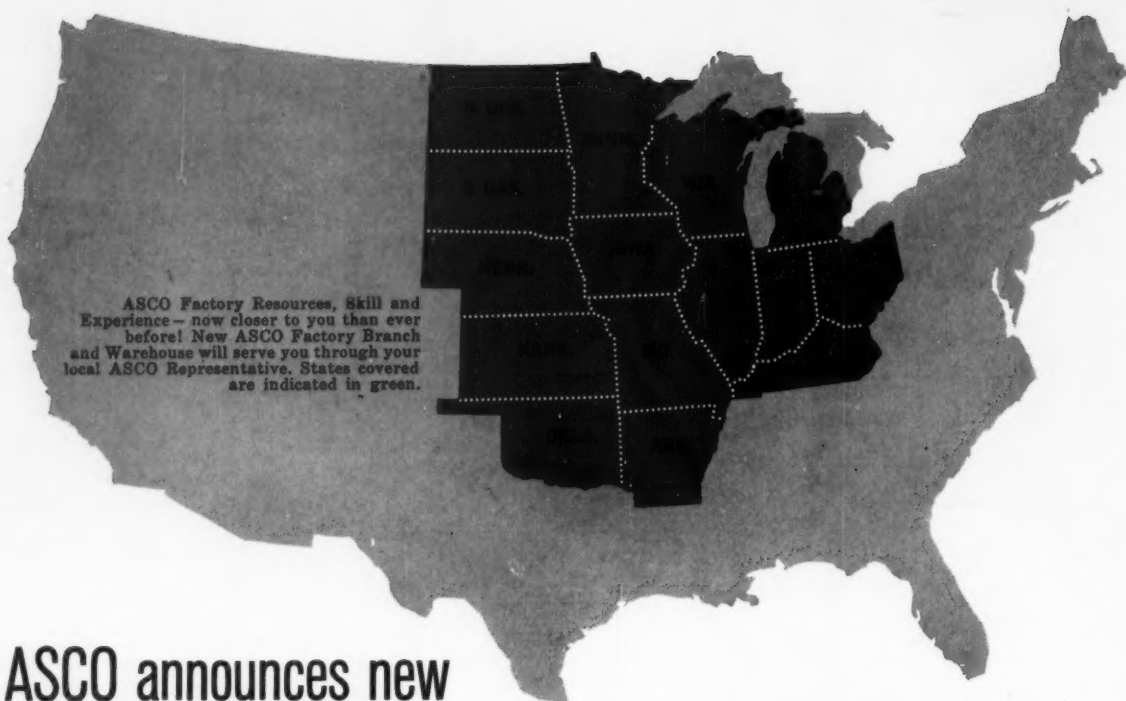 N. DAK.
MINN.
S. DAK.
WIS.
NEBR.
IOWA
ASCO Factory Resources, Skill and
Experience — now closer to you than ever
before! New ASCO Factory Branch
and Warehouse will serve you through your
local ASCO Representative. States covered
are indicated in green.
KANS.
MO.
OKLA.
ARK.
ASCO announces new